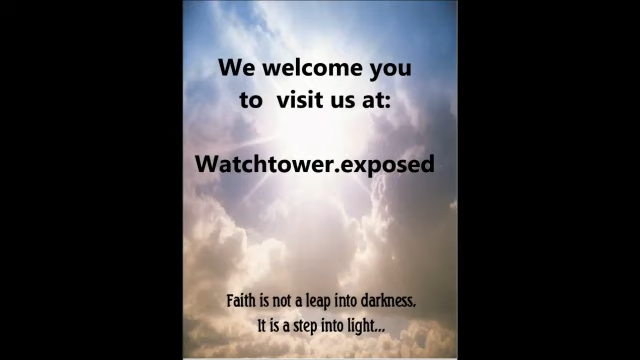 We welcome you
to visit us at:
Watchtower.exposed
Faith is not a leap into darkness.
It is a step into light...